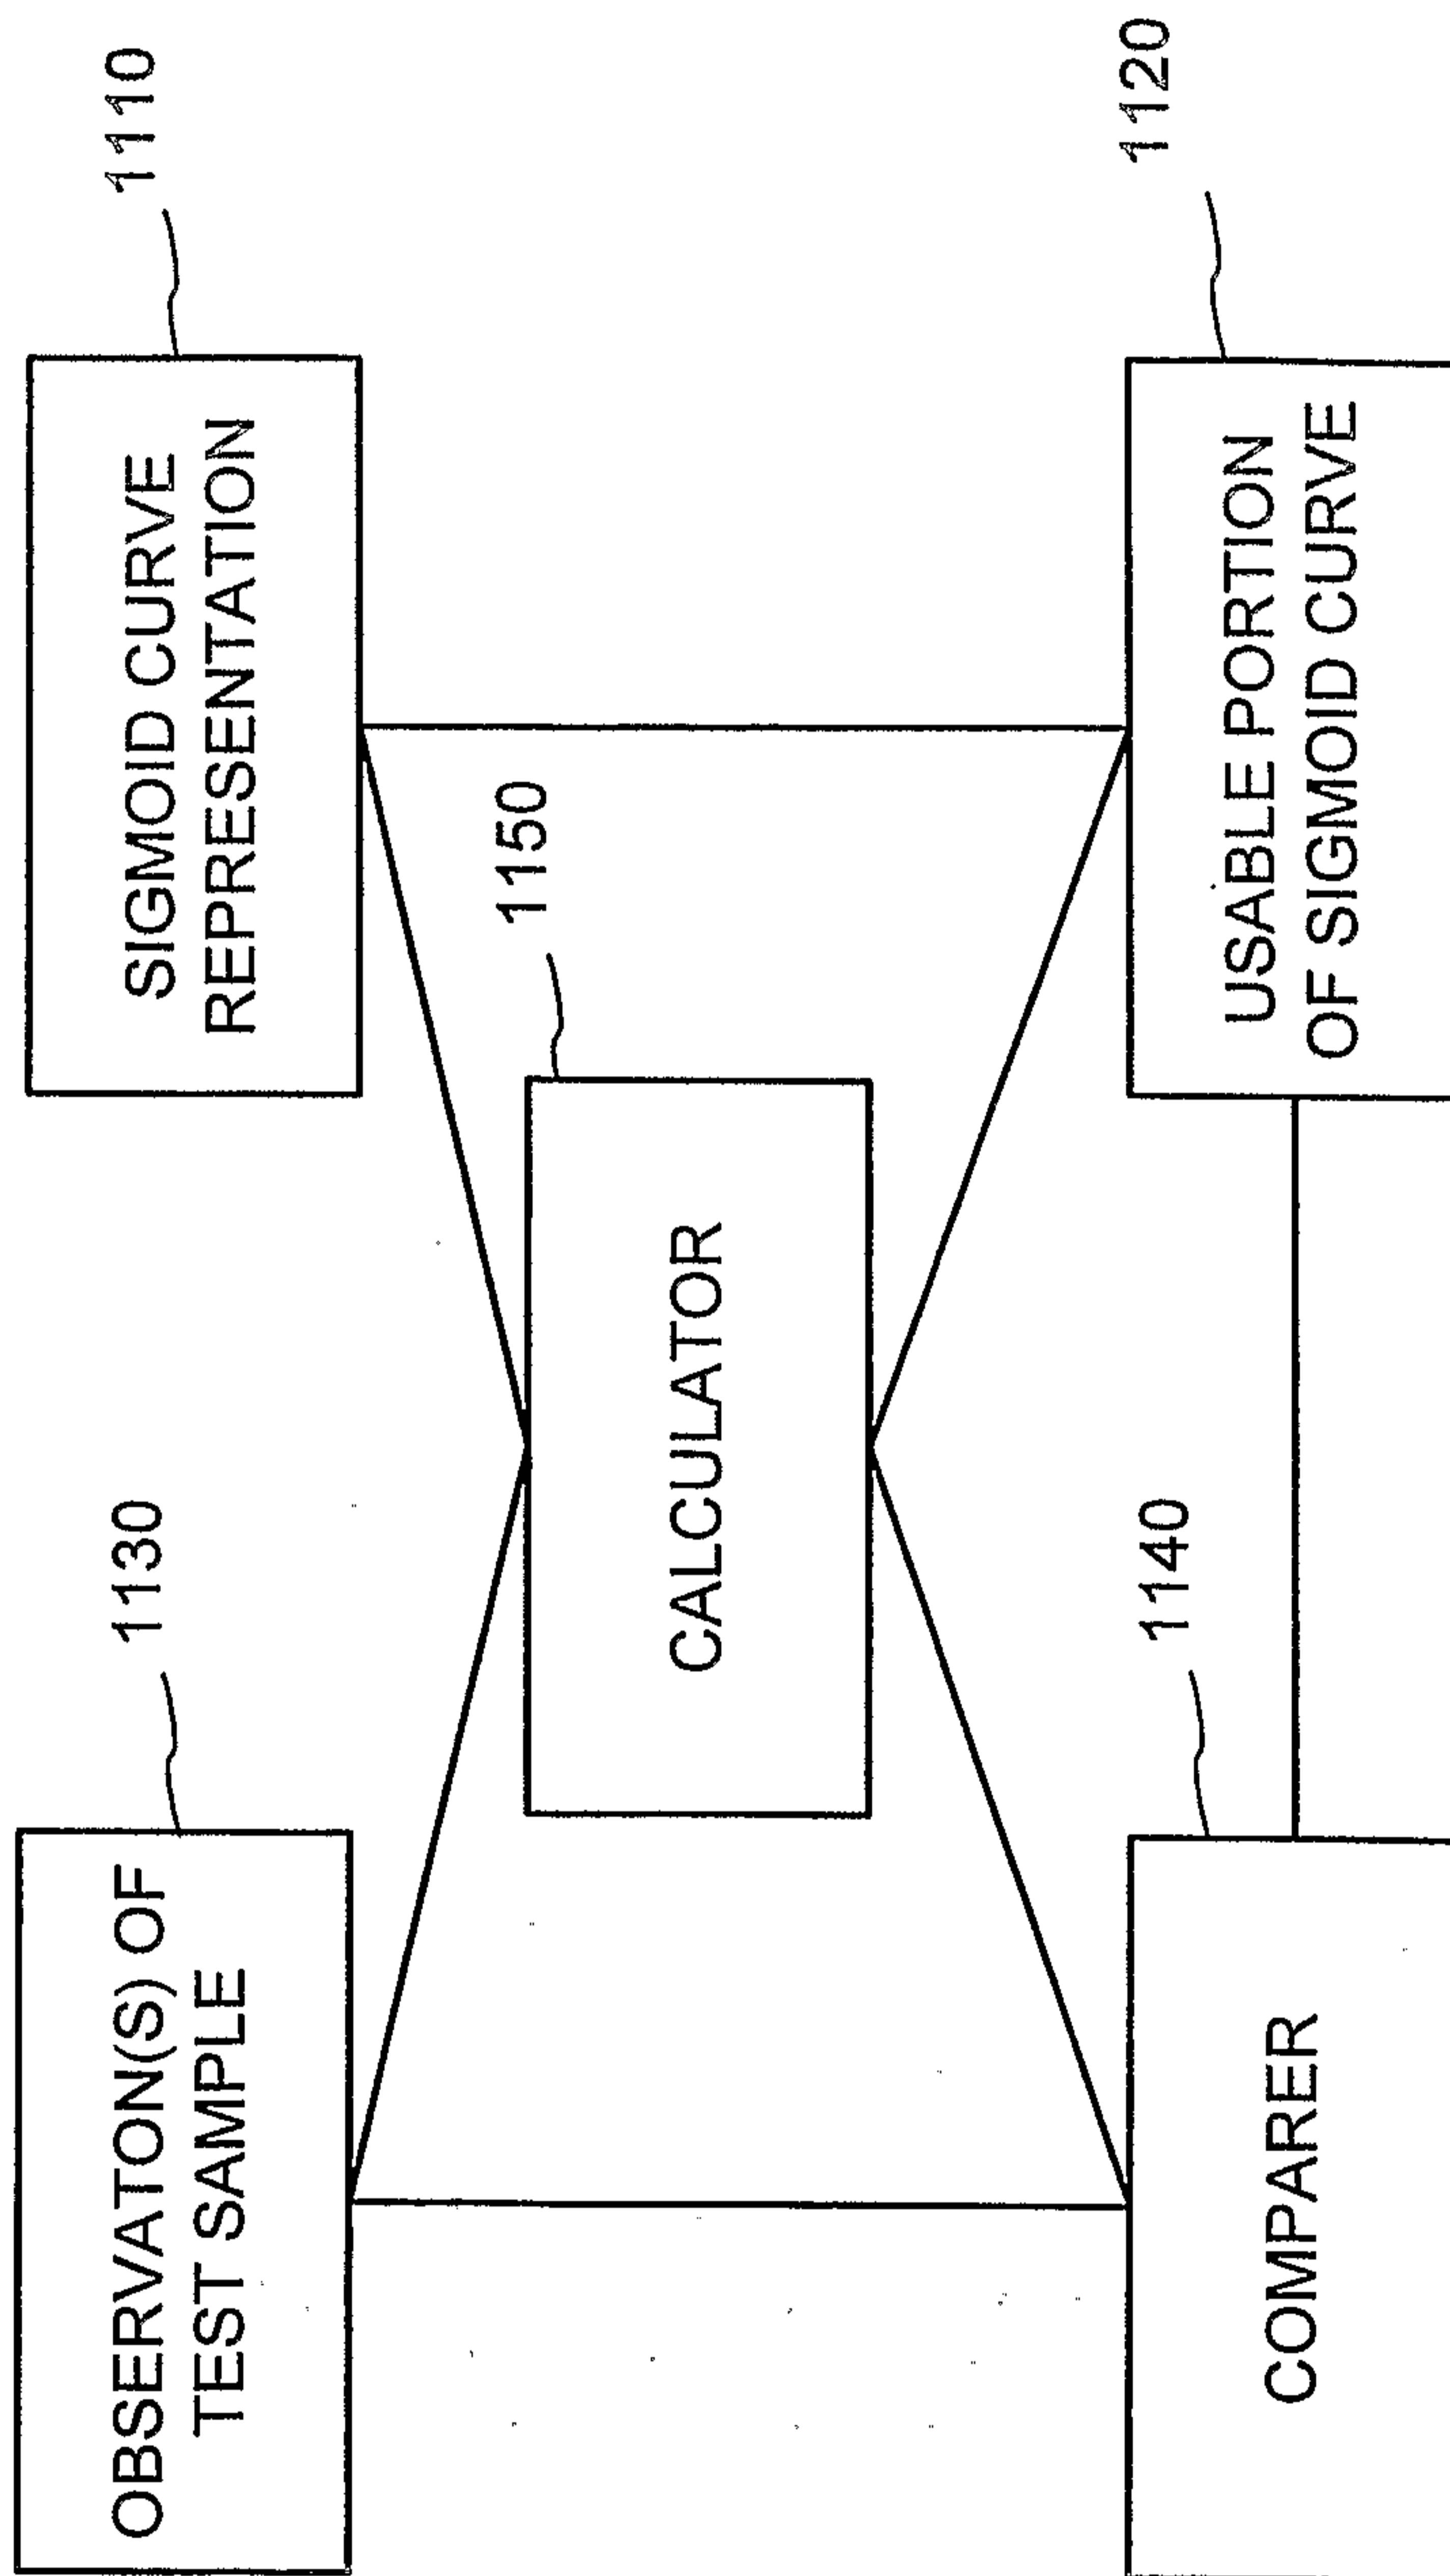 1130
OBSERVATON(S) OF
TEST SAMPLE
1110
SIGMOID CURVE
REPRESENTATION
1150
CALCULATOR
1140
COMPARER
1120
USABLE PORTION
OF SIGMOID CURVE